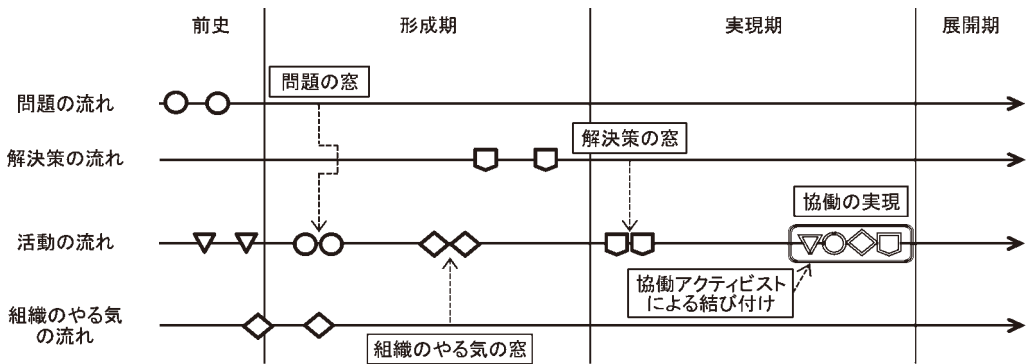 前史
形成期
実現期
展開期
問題の窓
問題の流れ
解決策の窓
解決策の流れ
協働の実現
活動の流れ
協働アクティビスト
による結び付け
組織のやる気
の流れ
組織のやる気の窓